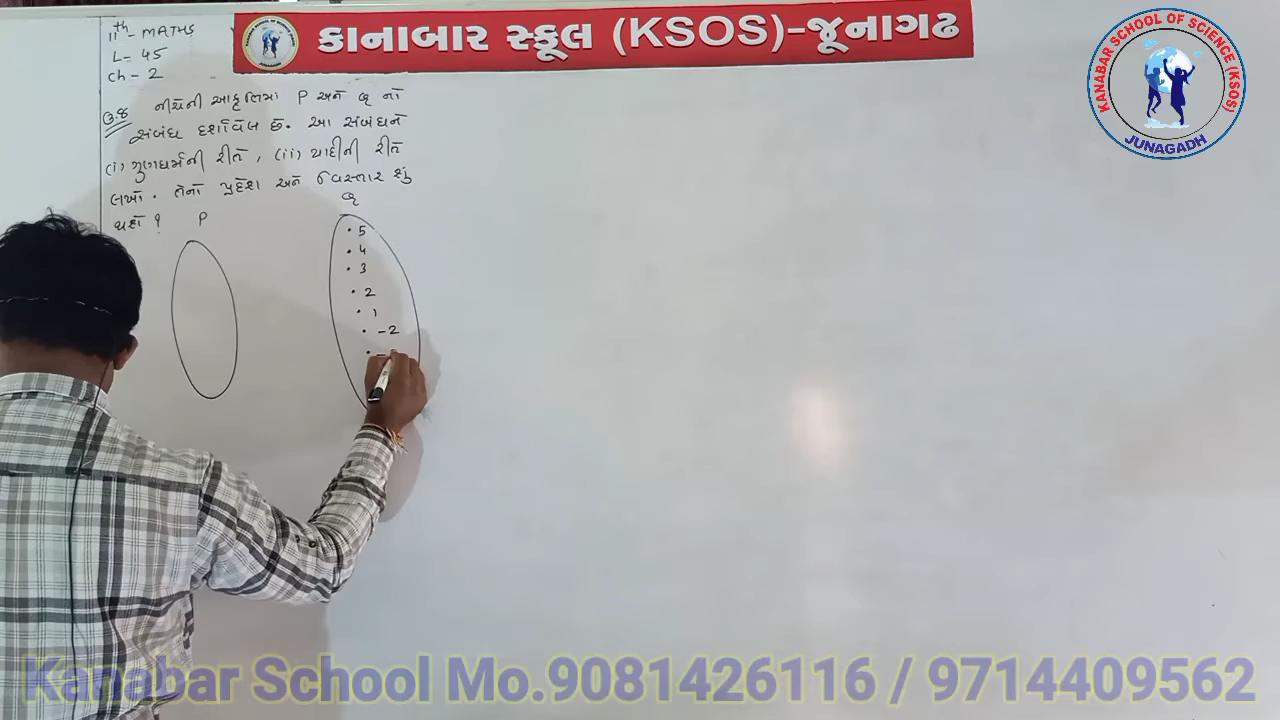 11th - MATHS
L- 45
ch - 2
કાનાબાર સ્કૂલ (KSOS)-જૂનાગઢ
JUNAGADH
KANABAR SCHOOL OF SCIENCE (KSOS)
JUNAGADH
નીચેની આકૃતિમાં P અને Q નો
સંબંધ દર્શાવેલ છે. આ સંબંધને
(i) ગુણધર્મની રીતે, (ii) યાદીની રીતે
લખો. તેનો પ્રદેશ અને વિસ્તાર શું
થશે ?
P
Q
5
4
3
2
1
-2
Kanabar School Mo.9081426116 / 9714409562